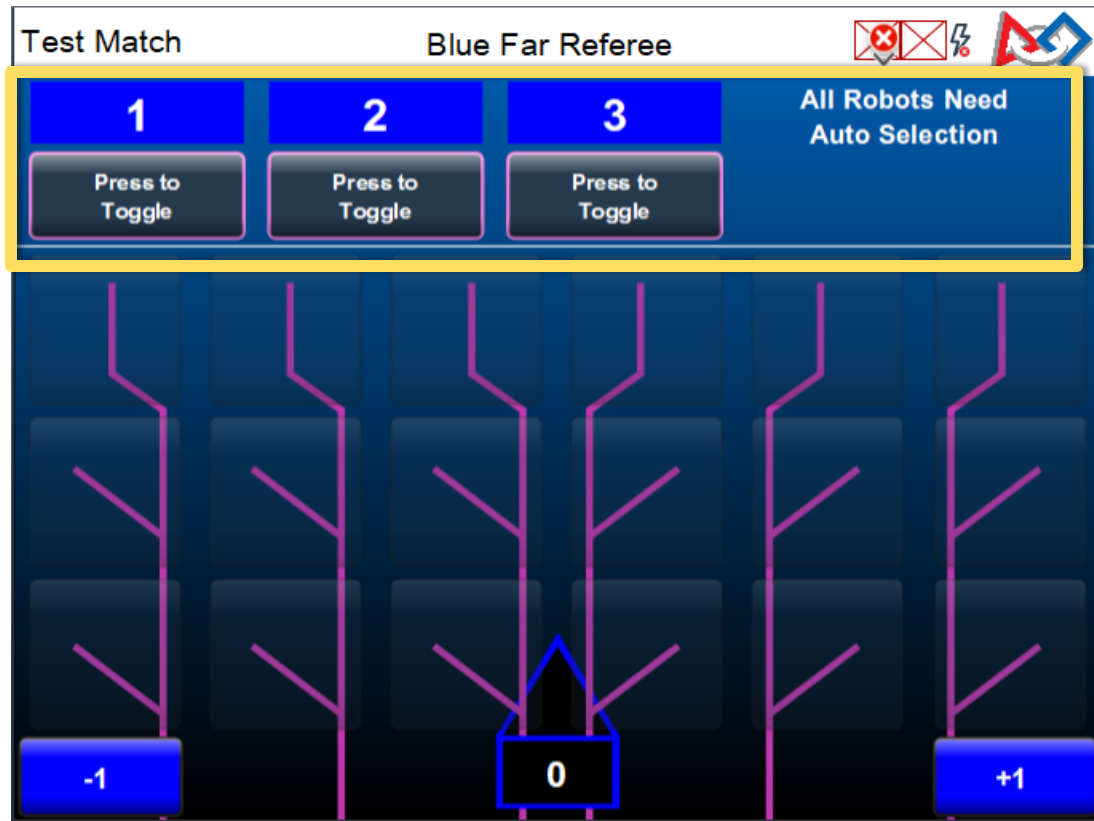 Test Match
Blue Far Referee
1
2
3
All Robots Need
Auto Selection
Press to
Toggle
Press to
Toggle
Press to
Toggle
-1
0
+1